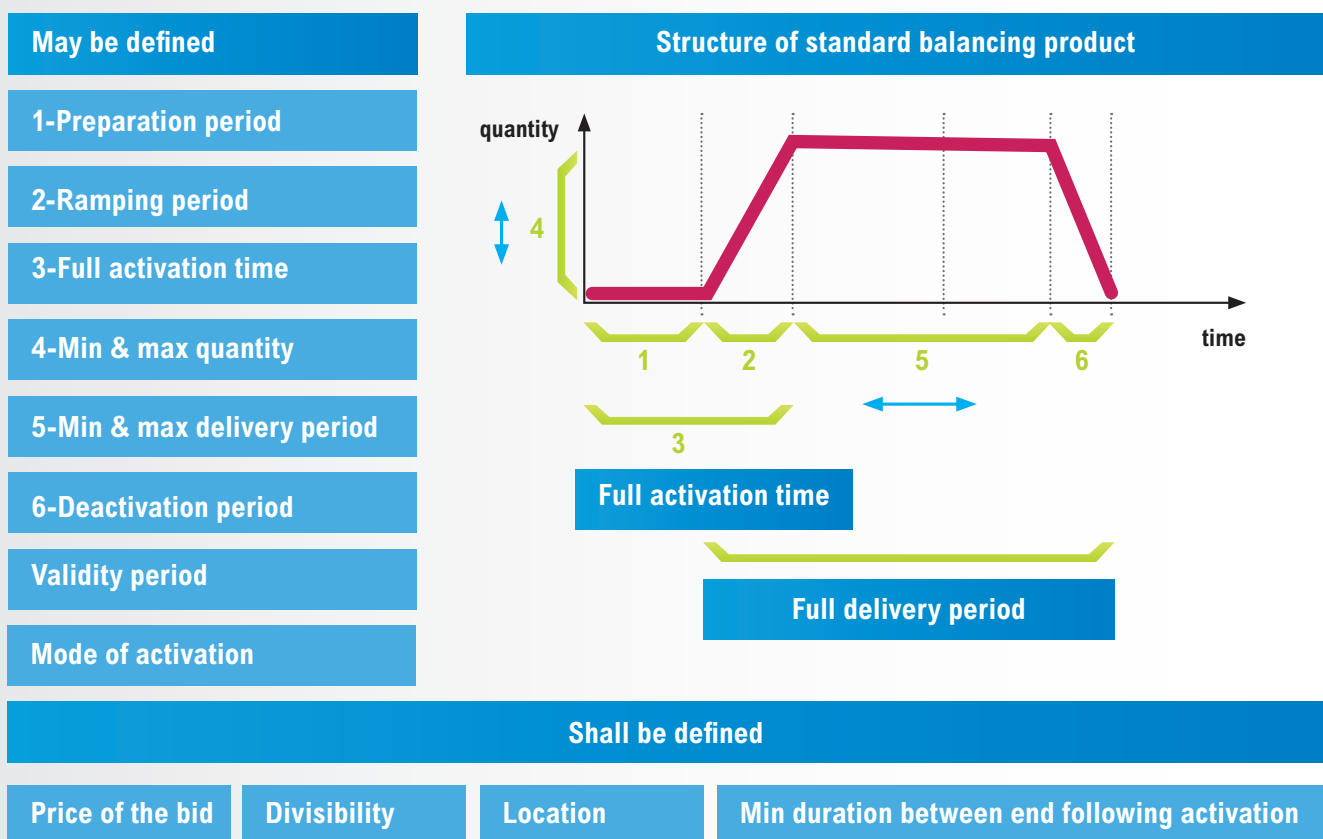 May be defined
1-Preparation period
2-Ramping period
3-Full activation time
4-Min & max quantity
5-Min & max delivery period
6-Deactivation period
Validity period
Mode of activation
Structure of standard balancing product
quantity
4
time
1
2
5
6
3
Full activation time
Full delivery period
Shall be defined
Price of the bid
Divisibility
Location
Min duration between end following activation